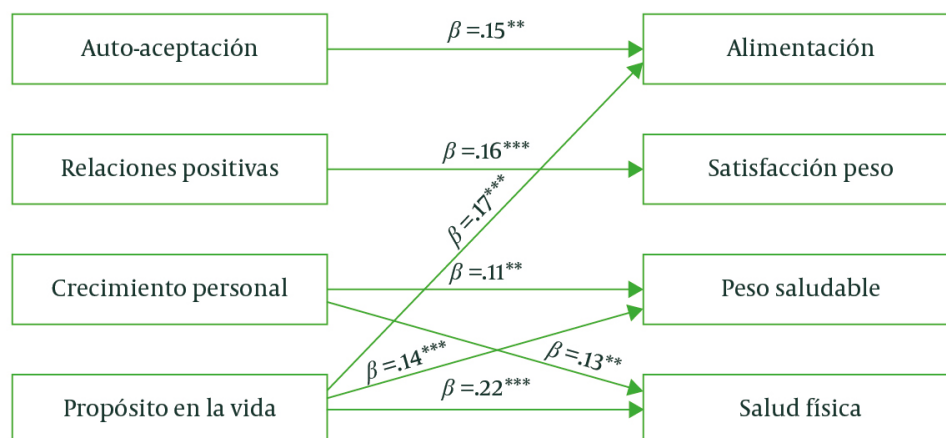 Auto-aceptación
β =.15**
Alimentación
Relaciones positivas
β =.16***
Satisfacción peso
β =.17***
Crecimiento personal
β =.11**
Peso saludable
β =.14***
β =.13**
Propósito en la vida
β =.22***
Salud física